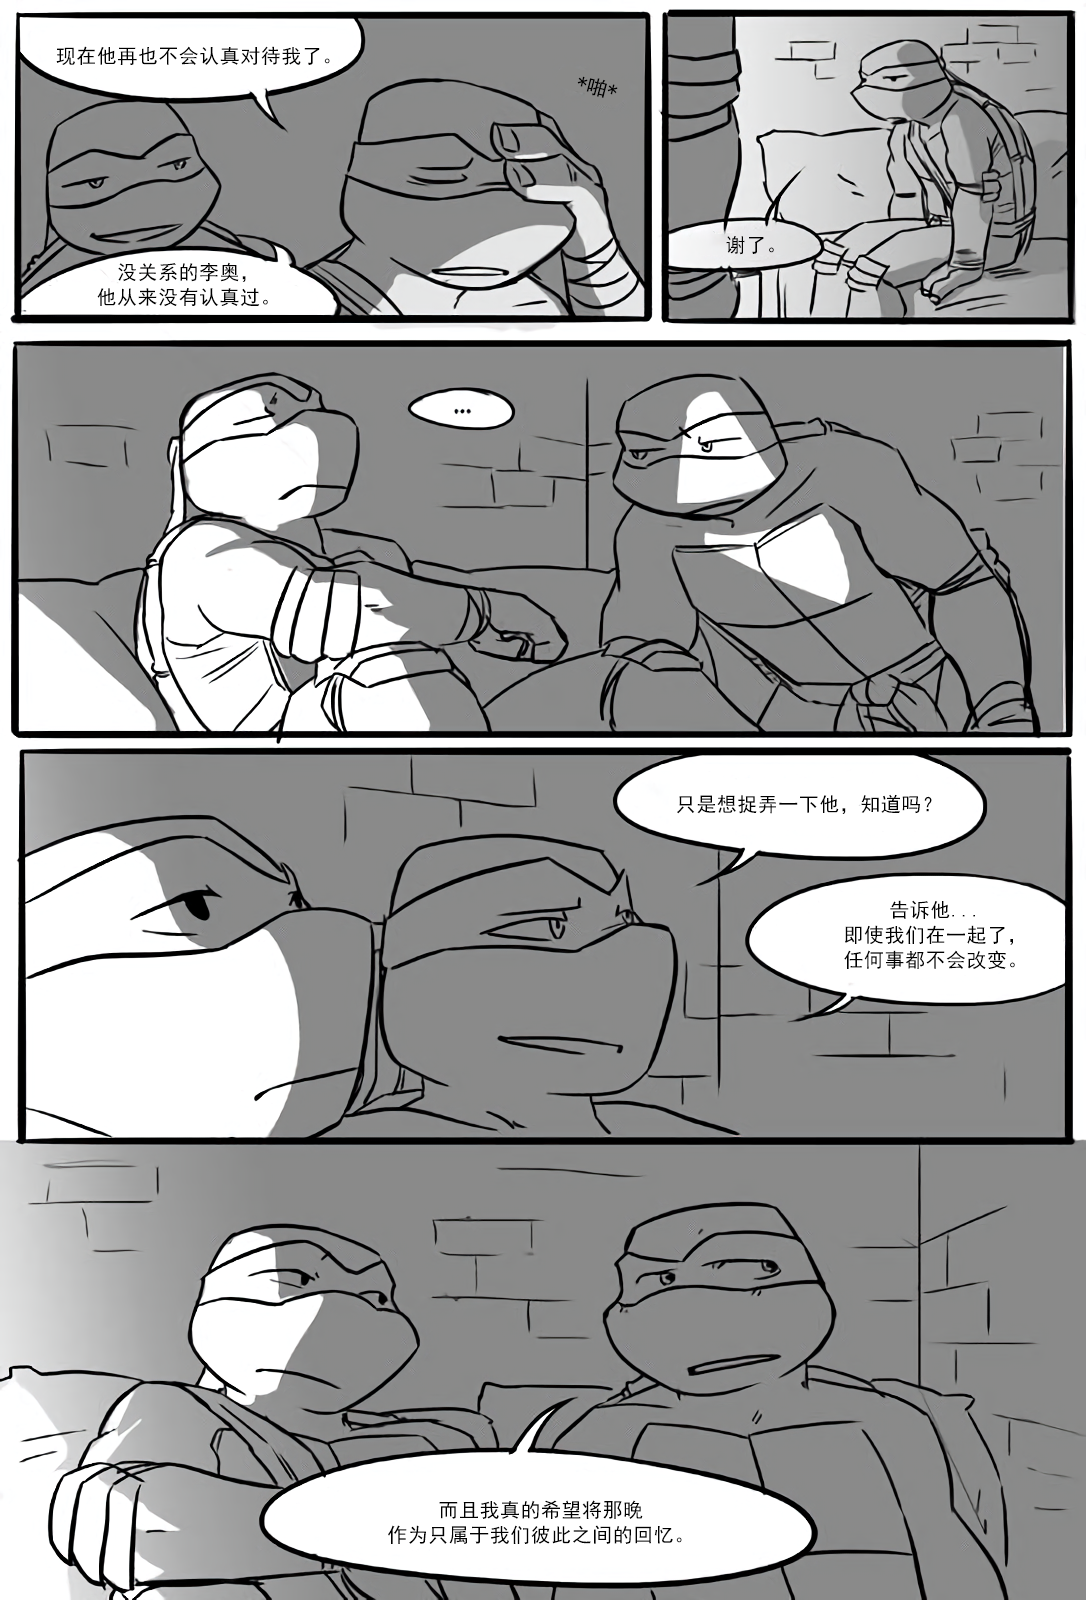 现在他再也不会认真对待我了。
*啪*
没关系的李奥，
他从来没有认真过。
谢了。
...
只是想捉弄一下他，知道吗？
告诉他...
即使我们在一起了，
任何事都不会改变。
而且我真的希望将那晚
作为只属于我们彼此之间的回忆。